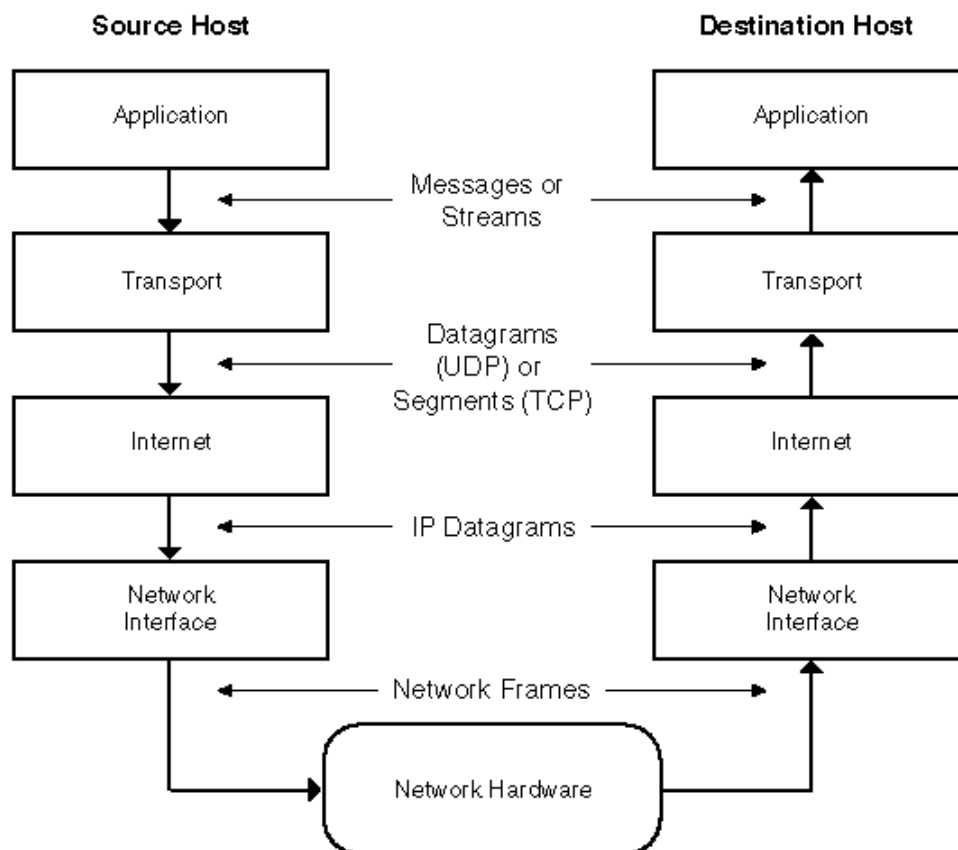 Source Host
Destination Host
Application
Application
Messages or
Streams
Transport
Transport
Datagrams
(UDP) or
Segments (TCP)
Internet
Internet
IP Datagrams
Network
Interface
Network
Interface
Network Frames
Network Hardware